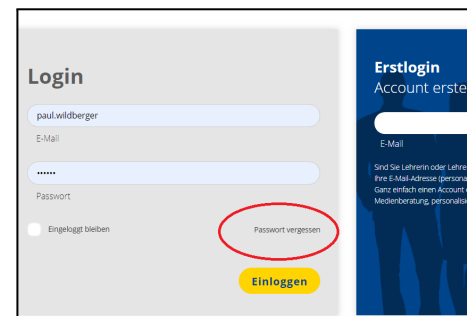 Login
paul.wildberger
E-Mail
••••••
Passwort
Eingeloggt bleiben
Passwort vergessen
Einloggen
Erstlogin
Account erste
E-Mail
Sind Sie Lehrerin oder Lehre
Ihre E-Mail-Adresse (persona
Ganz einfach einen Account e
Medienberatung, personalisi